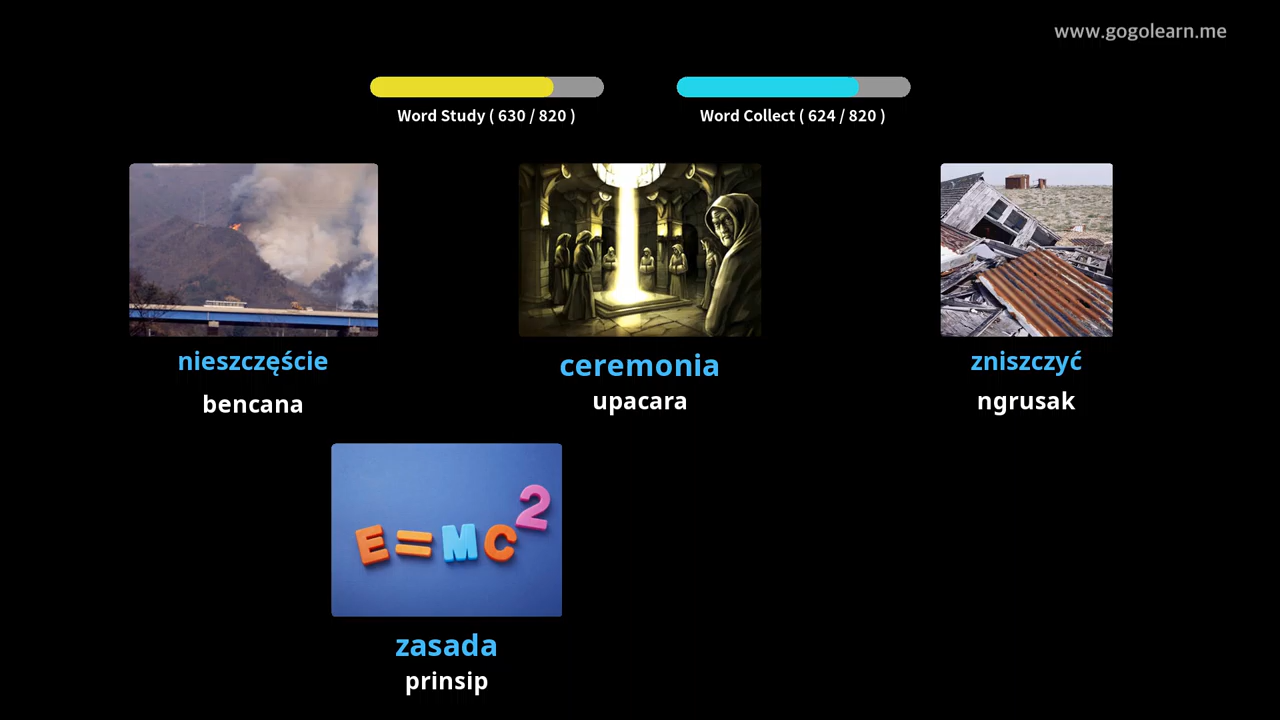 www.gogolearn.me
Word Study ( 630 / 820 )
Word Collect ( 624 / 820 )
nieszczęście
bencana
ceremonia
upacara
zniszczyć
ngrusak
E=MC2
zasada
prinsip